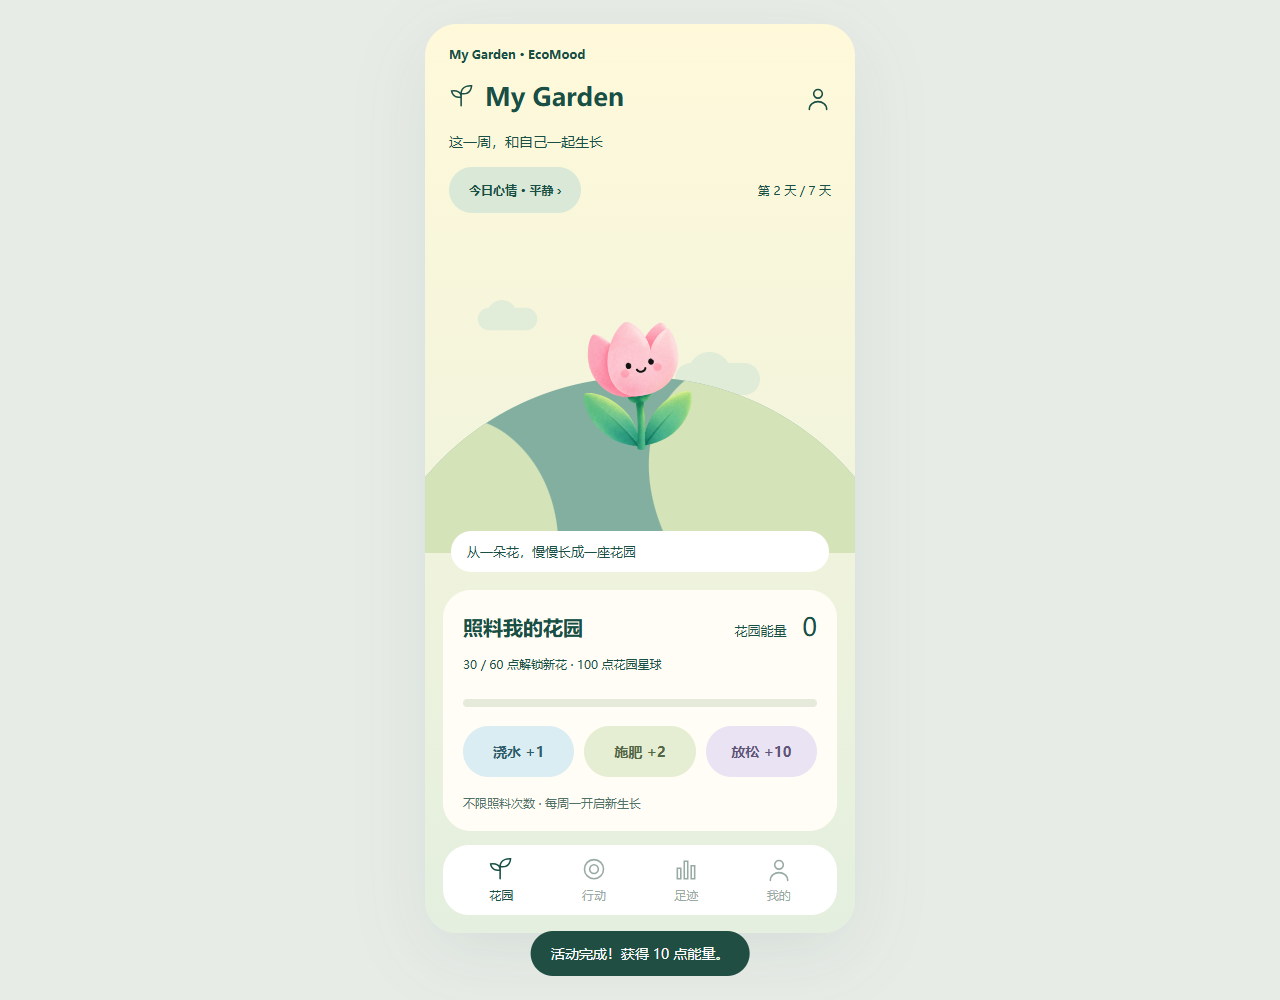 My Garden • EcoMood
My Garden
这一周，和自己一起生长
今日心情 • 平静 ›
第 2 天 / 7 天
从一朵花，慢慢长成一座花园
照料我的花园
花园能量 0
30 / 60 点解锁新花 · 100 点花园星球
浇水 +1
施肥 +2
放松 +10
不限照料次数 · 每周一开启新生长
花园
行动
足迹
我的
活动完成！获得 10 点能量。